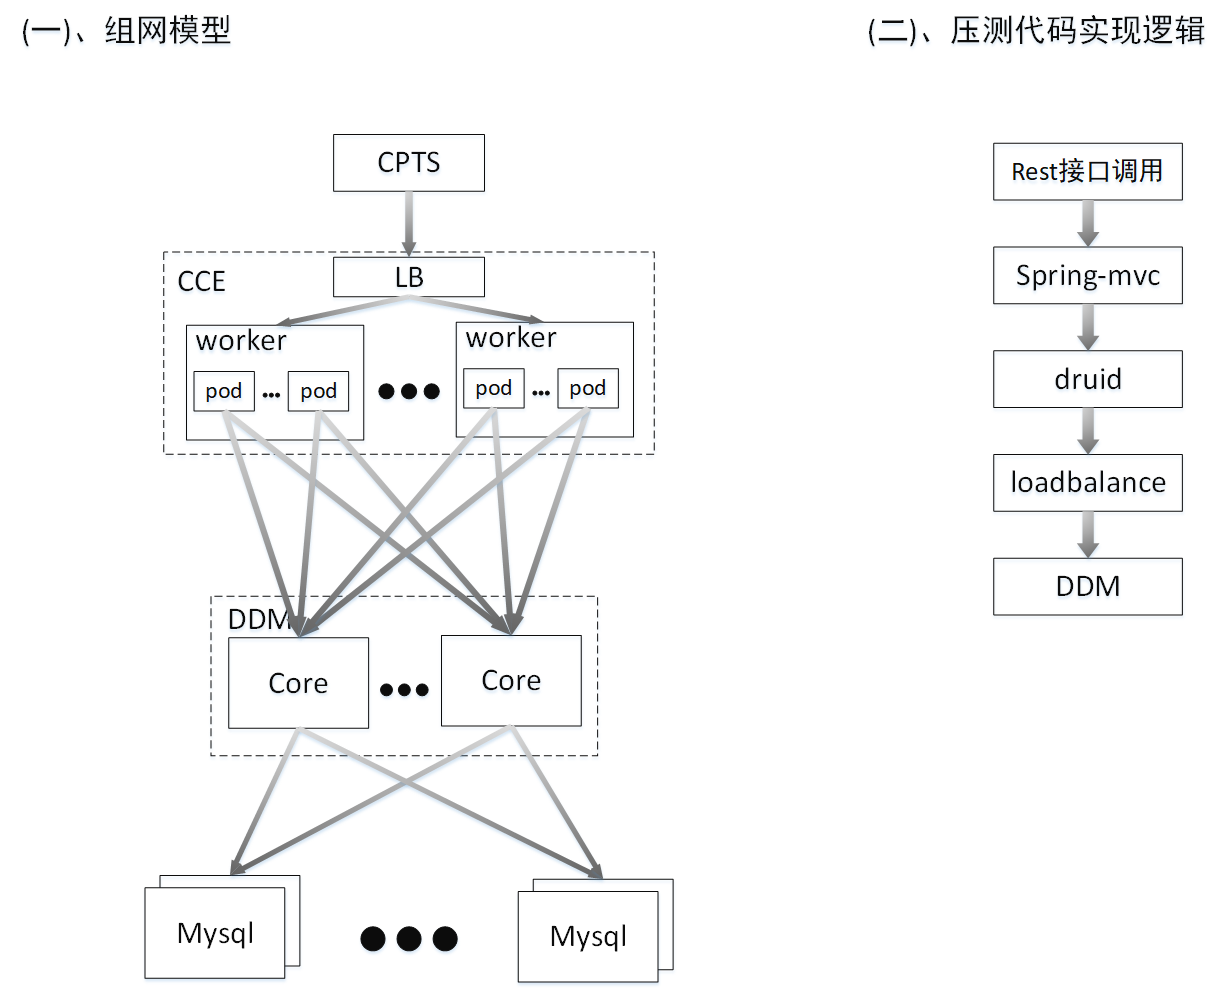 (一)、组网模型
CPTS
CCE
LB
worker
pod
...
pod
worker
pod
...
pod
DDM
Core
Core
Mysql
Mysql
(二)、压测代码实现逻辑
Rest接口调用
Spring-mvc
druid
loadbalance
DDM